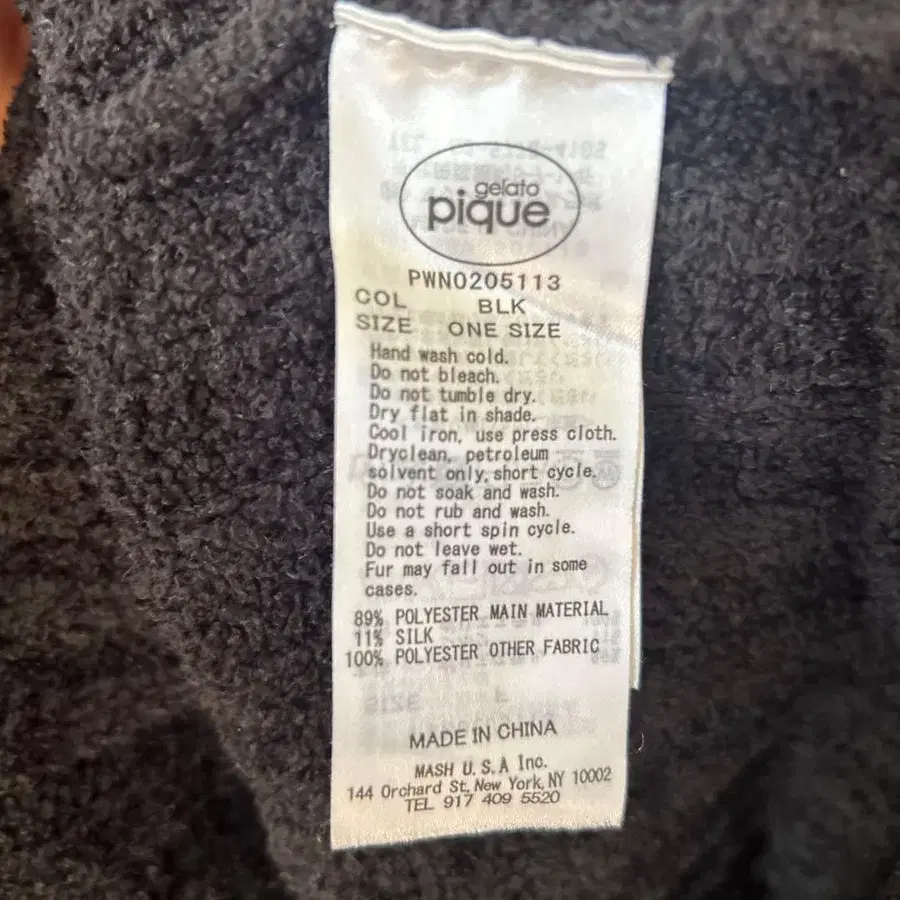 gelato
pique
PWNO205113
COL BLK
SIZE ONE SIZE
Hand wash cold.
Do not bleach.
Do not tumble dry.
Dry flat in shade.
Cool iron, use press cloth.
Dryclean, petroleum
solvent only, short cycle.
Do not soak and wash.
Do not rub and wash.
Use a short spin cycle.
Do not leave wet.
Fur may fall out in some
cases.
89% POLYESTER MAIN MATERIAL
11% SILK
100% POLYESTER OTHER FABRIC
MADE IN CHINA
MASH U.S.A Inc.
144 Orchard St, New York, NY 10002
TEL 917 409 5520